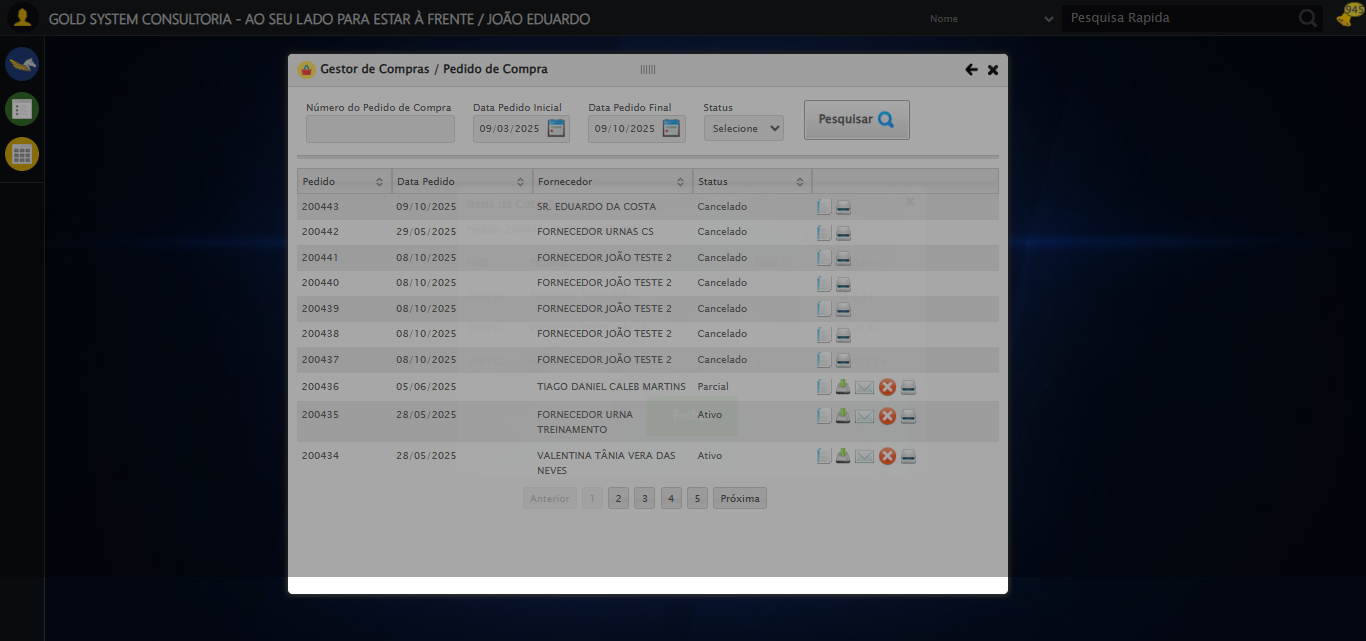 GOLD SYSTEM CONSULTORIA - AO SEU LADO PARA ESTAR À FRENTE / JOÃO EDUARDO
Nome
Pesquisa Rapida
945
Gestor de Compras / Pedido de Compra
Número do Pedido de Compra
Data Pedido Inicial
Data Pedido Final
Status
09/03/2025
09/10/2025
Selecione
Pesquisar
Pedido Data Pedido Fornecedor Status
200443 09/10/2025 SR. EDUARDO DA COSTA Cancelado
200442 29/05/2025 FORNECEDOR URNAS CS Cancelado
200441 08/10/2025 FORNECEDOR JOÃO TESTE 2 Cancelado
200440 08/10/2025 FORNECEDOR JOÃO TESTE 2 Cancelado
200439 08/10/2025 FORNECEDOR JOÃO TESTE 2 Cancelado
200438 08/10/2025 FORNECEDOR JOÃO TESTE 2 Cancelado
200437 08/10/2025 FORNECEDOR JOÃO TESTE 2 Cancelado
200436 05/06/2025 TIAGO DANIEL CALEB MARTINS Parcial
200435 28/05/2025 FORNECEDOR URNA Ativo
TREINAMENTO
200434 28/05/2025 VALENTINA TÂNIA VERA DAS Ativo
NEVES
Anterior 1 2 3 4 5 Próxima